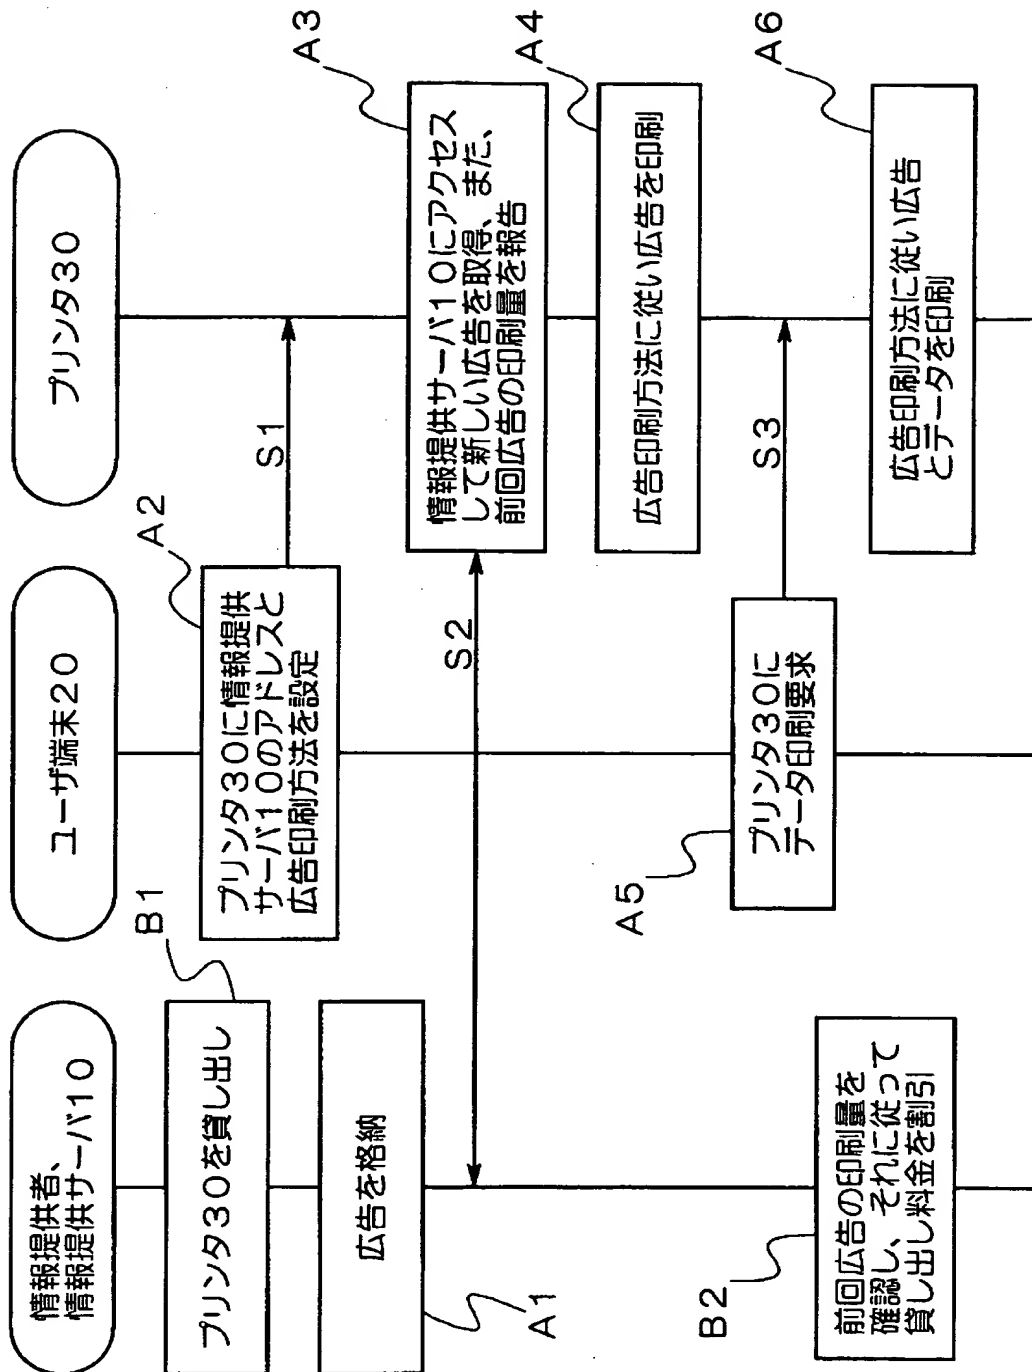 情報提供者、
情報提供サーバ10
ユーザ端末20
プリンタ30
B1
プリンタ30を貸し出し
A2
プリンタ30に情報提供
サーバ10のアドレスと
広告印刷方法を設定
S1
広告を格納
A1
A3
情報提供サーバ10にアクセス
して新しい広告を取得、また、
前回広告の印刷量を報告
S2
A4
広告印刷方法に従い広告を印刷
A5
プリンタ30に
データ印刷要求
S3
B2
前回広告の印刷量を
確認し、それに従って
貸し出し料金を割引
A6
広告印刷方法に従い広告
とデータを印刷